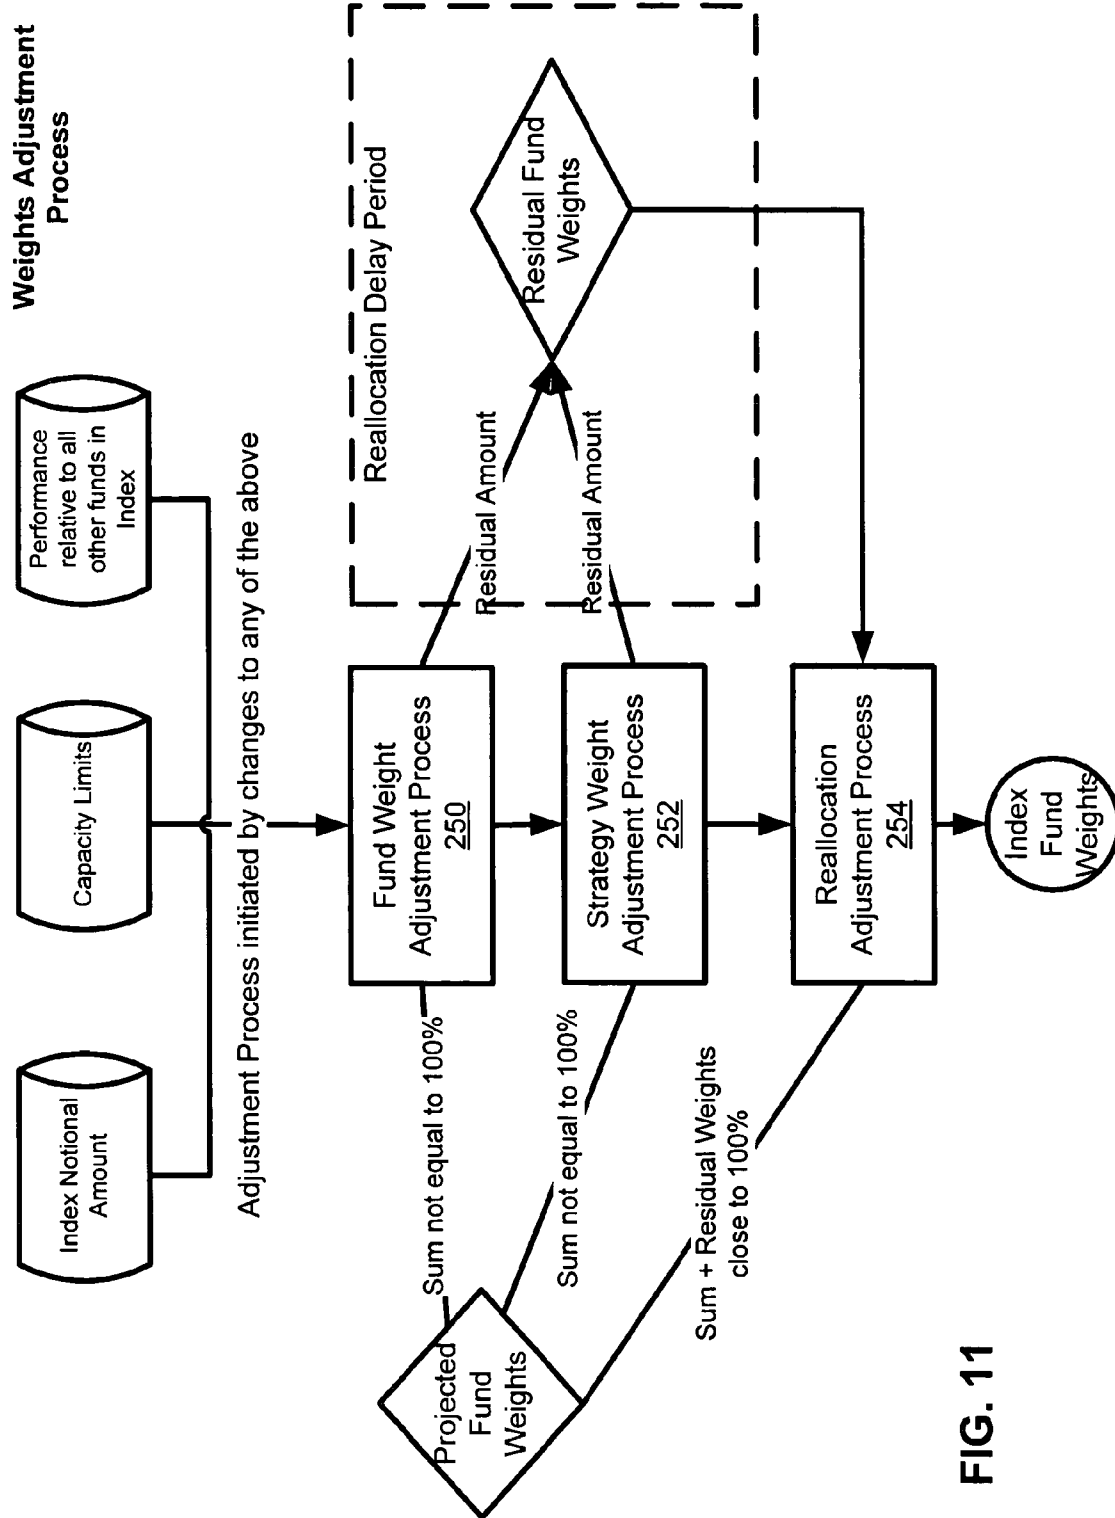 Weights Adjustment
Process
Index Notional
Amount
Capacity Limits
Performance
relative to all
other funds in
Index
Adjustment Process initiated by changes to any of the above
Reallocation Delay Period
Projected
Fund
Weights
Sum not equal to 100%
Fund Weight
Adjustment Process
250
Residual Amount
Residual Fund
Weights
Sum not equal to 100%
Strategy Weight
Adjustment Process
252
Residual Amount
Sum + Residual Weights
close to 100%
Reallocation
Adjustment Process
254
Index
Fund
Weights
FIG. 11